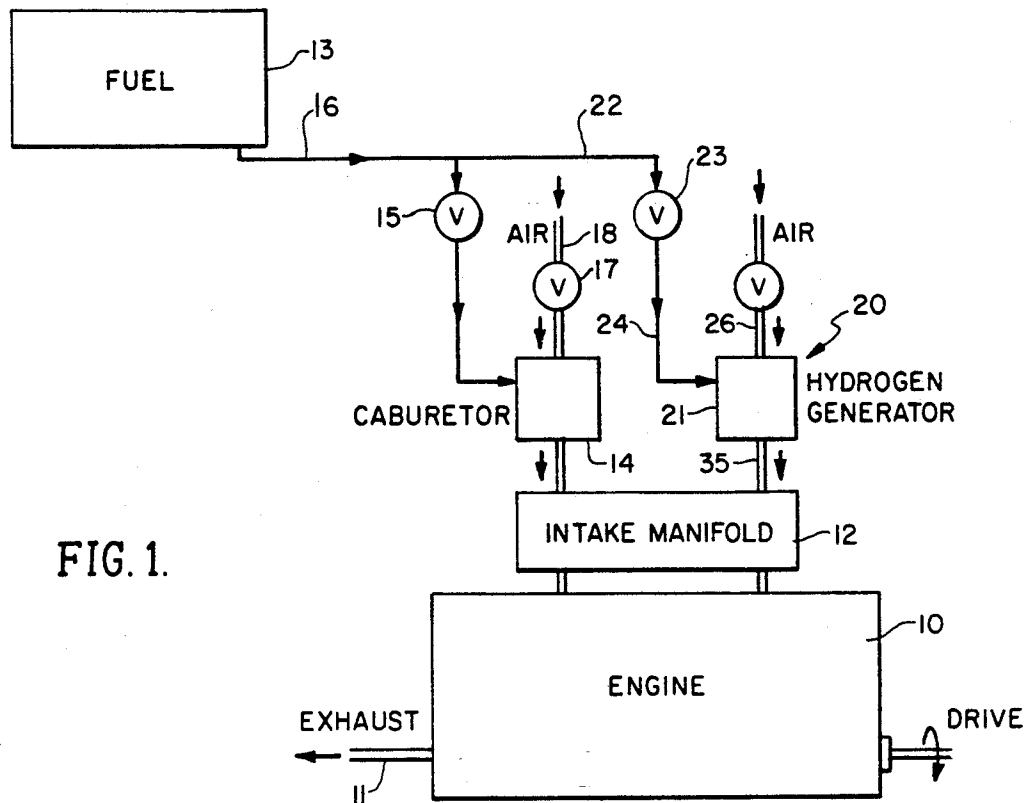 FUEL
13
16
22
23
15
V
V
AIR
18
AIR
17
V
V
24
26
20
CABURETOR
21
HYDROGEN
GENERATOR
14
35
INTAKE MANIFOLD
12
FIG. 1.
10
ENGINE
EXHAUST
DRIVE
11